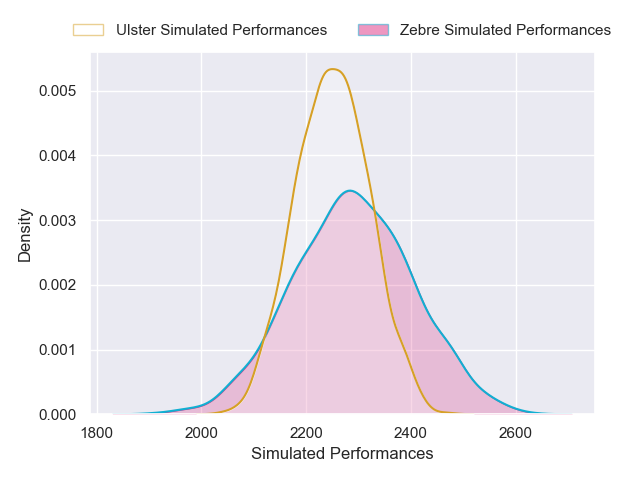 Ulster Simulated Performances Zebre Simulated Performances
0.005
0.004
0.003
0.002
0.001
0.000
Density
1800 2000 2200 2400 2600
Simulated Performances